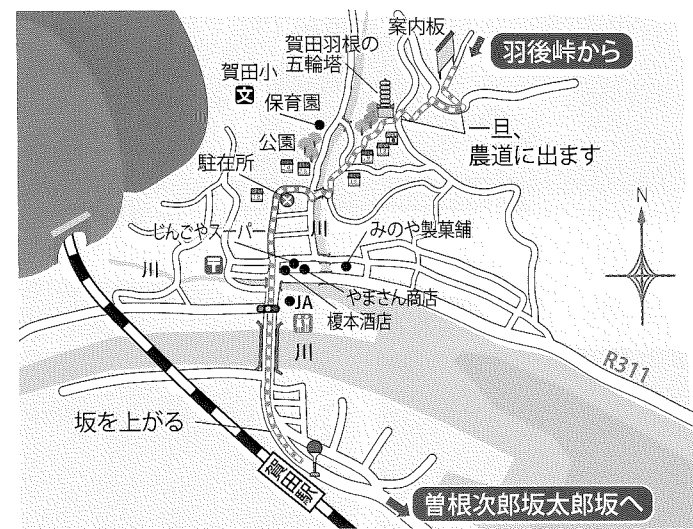 案内板
羽後峠から
賀田羽根の
五輪塔
賀田小
文
保育園
一旦、
農道に出ます
公園
駐在所
N
川
じんごやスーパー
みのや製菓舗
川
やまさん商店
JA
榎本酒店
川
R311
坂を上がる
賀田駅
曽根次郎坂太郎坂へ